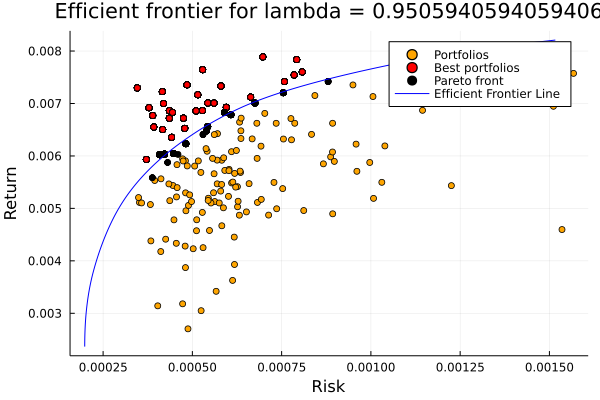 Efficient frontier for lambda = 0.9505940594059406
0.008
0.007
0.006
0.005
0.004
0.003
Return
Portfolios
Best portfolios
Pareto front
Efficient Frontier Line
0.00025
0.00050
0.00075
0.00100
0.00125
0.00150
Risk